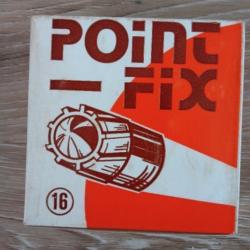 POiNT
- FiX
16